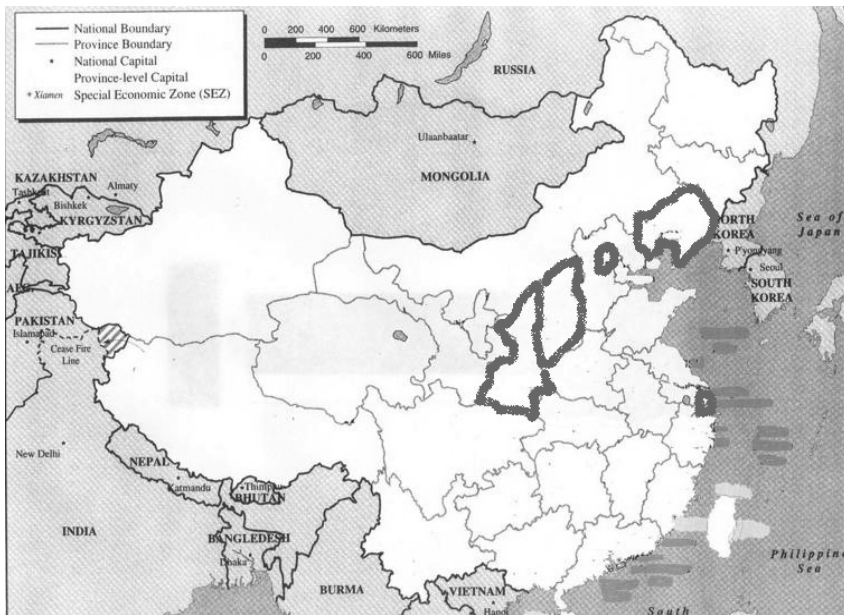 National Boundary
Province Boundary
National Capital
Province-level Capital
Xiamen Special Economic Zone (SEZ)
0 200 400 600 Kilometers
0 200 400 600 Miles
RUSSIA
Ulaanbaatar
MONGOLIA
KAZAKHSTAN
Tashkent
Almaty
Bishkek
KYRGYZSTAN
TAJIKIS
NORTH
KOREA
P'yongyang
Seoul
SOUTH
KOREA
Sea of
Japan
PAKISTAN
Islamabad
Cease Fire
Line
New Delhi
NEPAL
Katmandu
Thimphu
BHUTAN
INDIA
BANGLADESH
Dhaka
BURMA
VIETNAM
Hanoi
Philippine
Sea
South